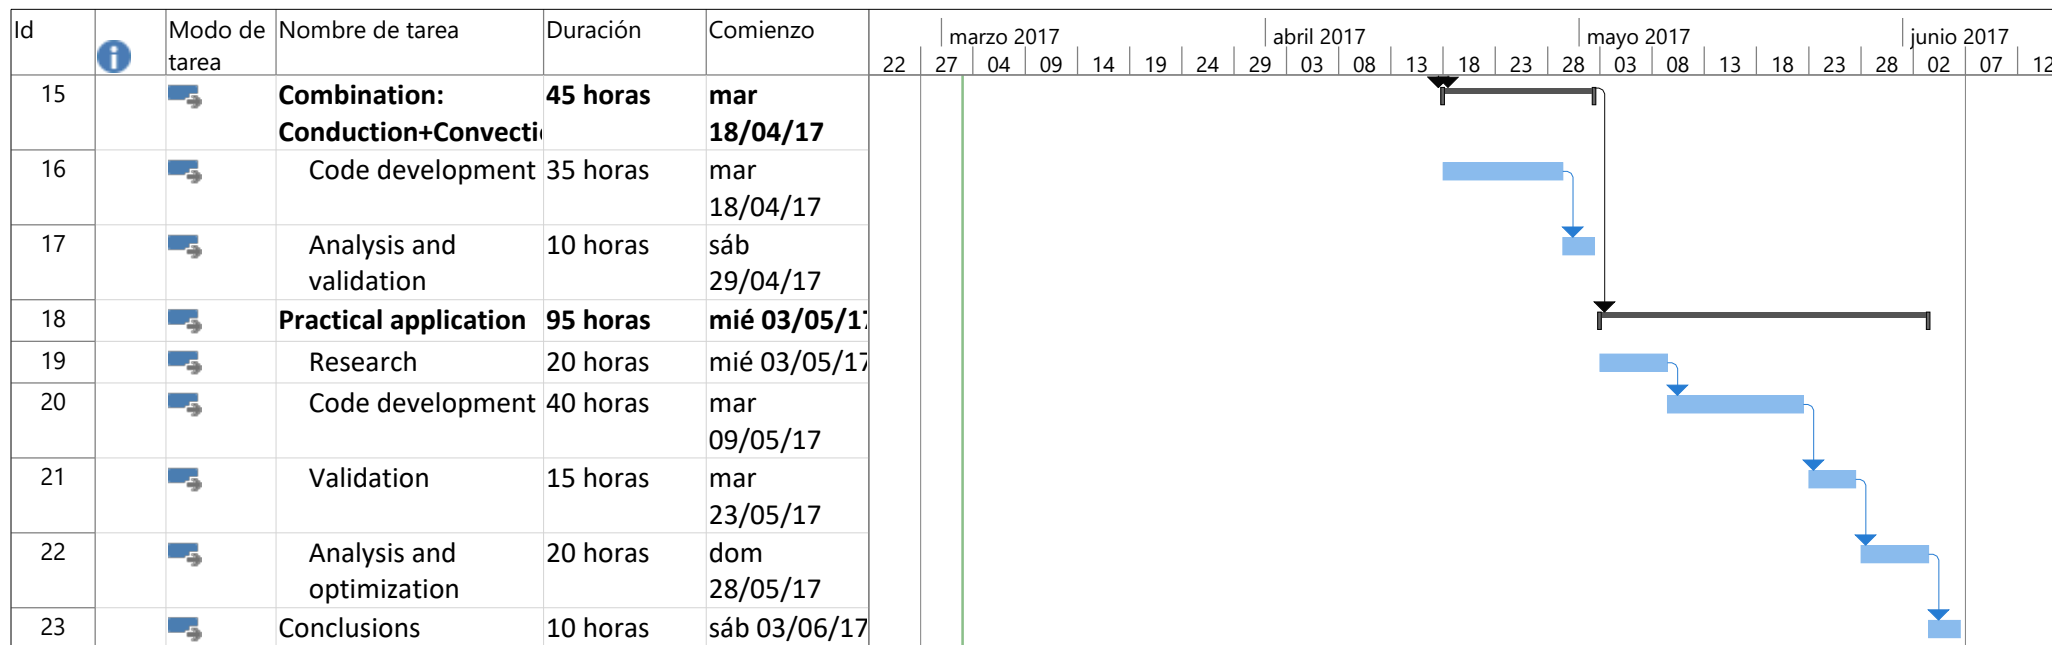 Id Modo de tarea Nombre de tarea Duración Comienzo
marzo 2017 abril 2017 mayo 2017 junio 2017
22 27 04 09 14 19 24 29 03 08 13 18 23 28 03 08 13 18 23 28 02 07 12
15 Combination: 45 horas mar
Conduction+Convecti 18/04/17
16 Code development 35 horas mar
18/04/17
17 Analysis and 10 horas sáb
validation 29/04/17
18 Practical application 95 horas mié 03/05/17
19 Research 20 horas mié 03/05/17
20 Code development 40 horas mar
09/05/17
21 Validation 15 horas mar
23/05/17
22 Analysis and 20 horas dom
optimization 28/05/17
23 Conclusions 10 horas sáb 03/06/17